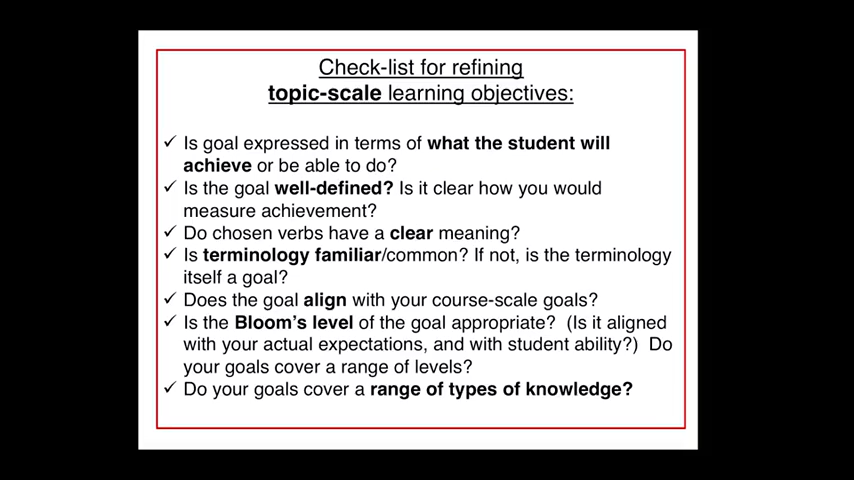 Check-list for refining
topic-scale learning objectives:
✓ Is goal expressed in terms of what the student will
achieve or be able to do?
✓ Is the goal well-defined? Is it clear how you would
measure achievement?
✓ Do chosen verbs have a clear meaning?
✓ Is terminology familiar/common? If not, is the terminology
itself a goal?
✓ Does the goal align with your course-scale goals?
✓ Is the Bloom's level of the goal appropriate? (Is it aligned
with your actual expectations, and with student ability?) Do
your goals cover a range of levels?
✓ Do your goals cover a range of types of knowledge?